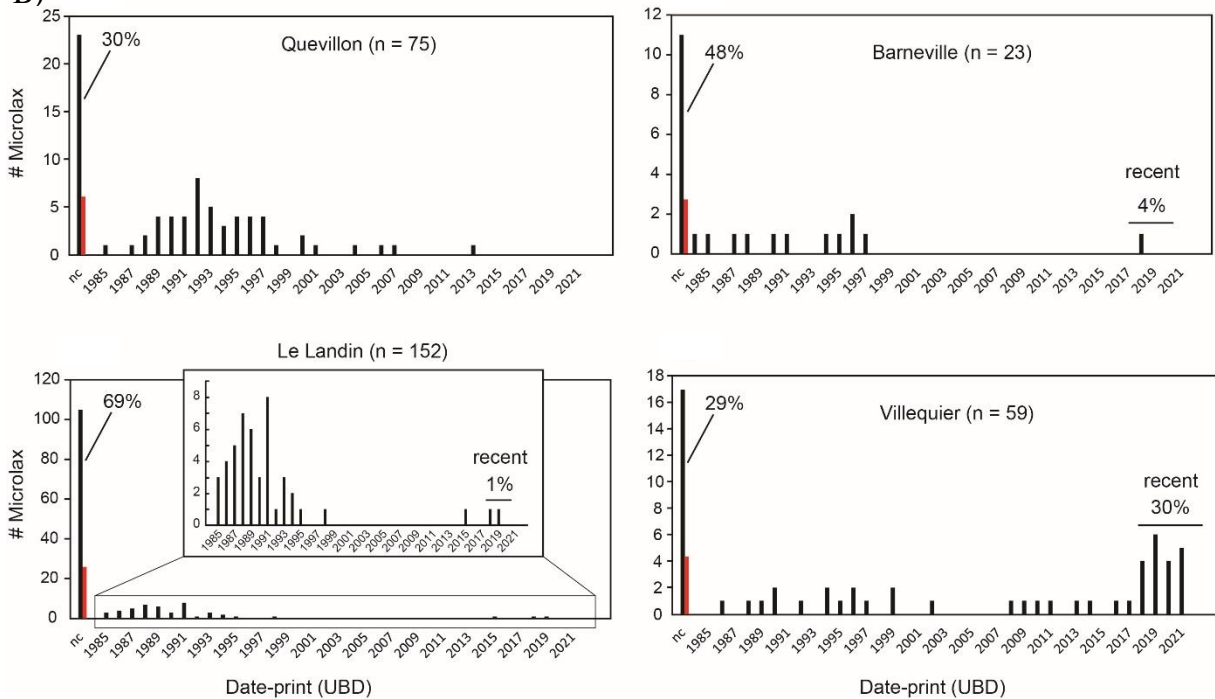 B)
Quevillon (n = 75)
30%
# Microlax
25
20
15
10
5
0
nc 1985 1987 1989 1991 1993 1995 1997 1999 2001 2003 2005 2007 2009 2011 2013 2015 2017 2019 2021
Barneville (n = 23)
48%
recent
4%
12
10
8
6
4
2
0
nc 1985 1987 1989 1991 1993 1995 1997 1999 2001 2003 2005 2007 2009 2011 2013 2015 2017 2019 2021
Le Landin (n = 152)
69%
# Microlax
120
100
80
60
40
20
0
8
6
4
2
0
recent
1%
1985 1987 1989 1991 1993 1995 1997 1999 2001 2003 2005 2007 2009 2011 2013 2015 2017 2019 2021
nc 1985 1987 1989 1991 1993 1995 1997 1999 2001 2003 2005 2007 2009 2011 2013 2015 2017 2019 2021
Date-print (UBD)
Villequier (n = 59)
29%
recent
30%
18
16
14
12
10
8
6
4
2
0
nc 1985 1987 1989 1991 1993 1995 1997 1999 2001 2003 2005 2007 2009 2011 2013 2015 2017 2019 2021
Date-print (UBD)